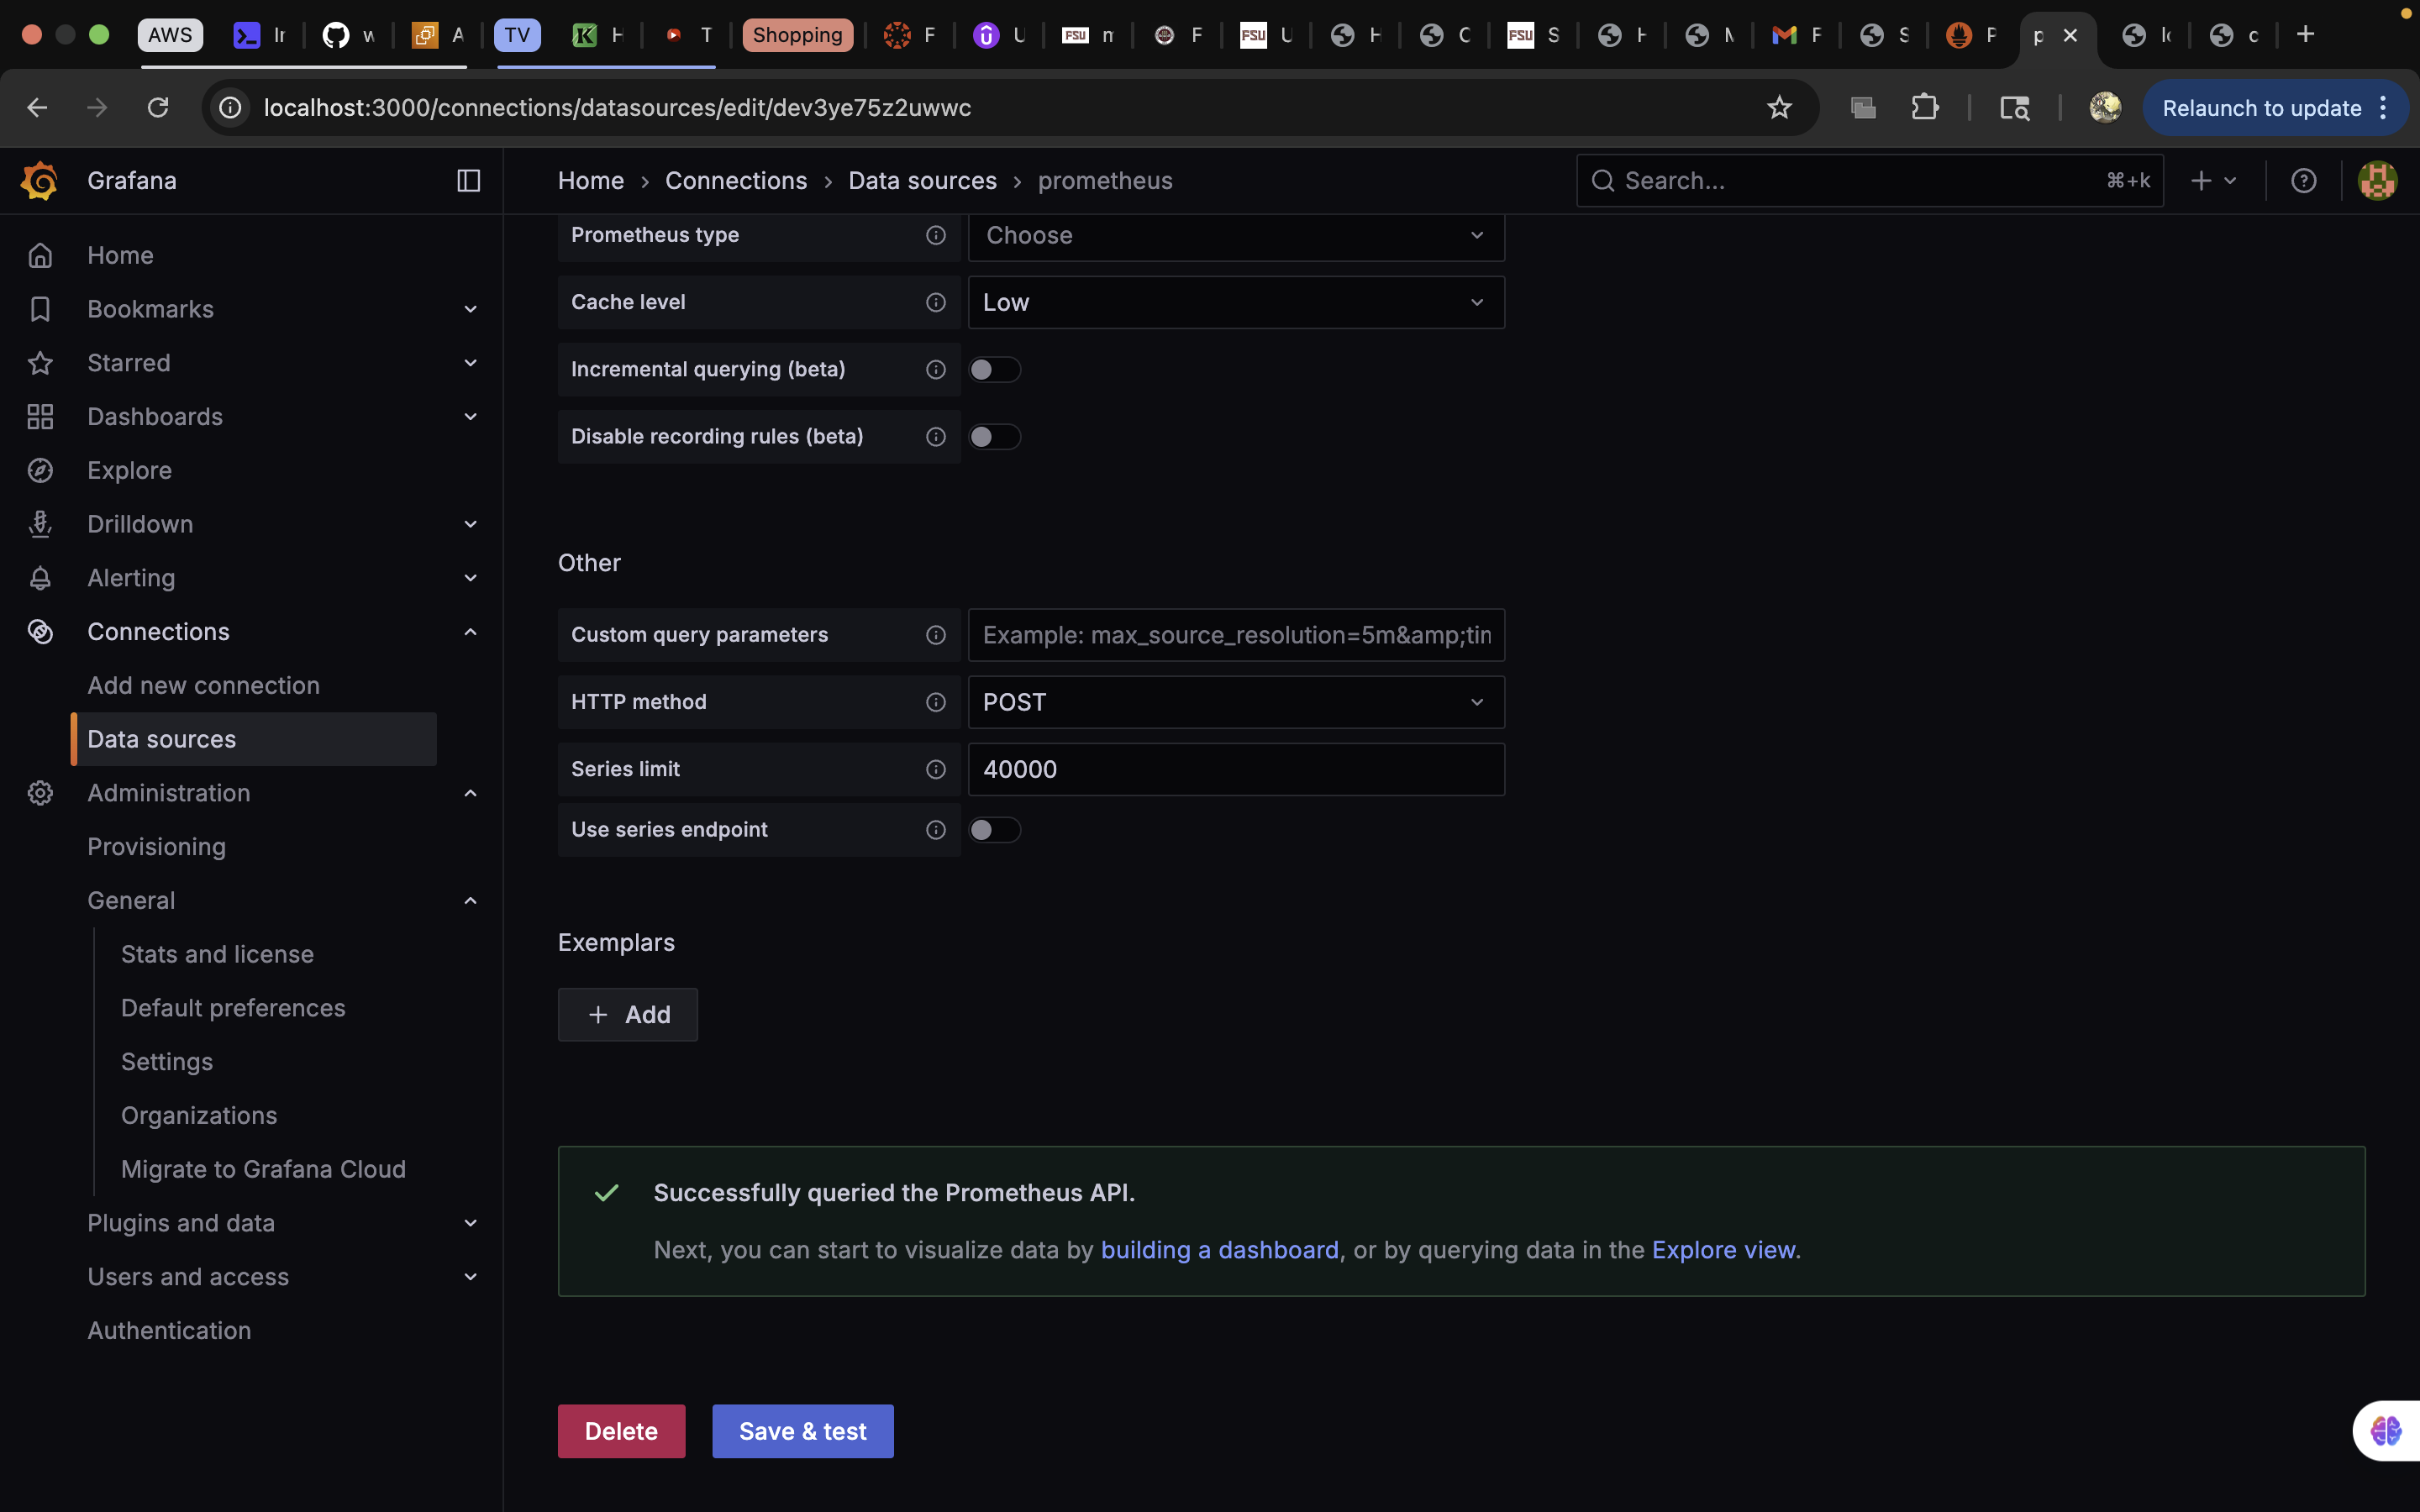 AWS Ir w A TV K H T Shopping F U FSU n F FSU U H C FSU S H M F S P p lo c
localhost:3000/connections/datasources/edit/dev3ye75z2uwwc Relaunch to update
Grafana Home › Connections › Data sources › prometheus Search... ⌘+k
Home
Bookmarks
Starred
Dashboards
Explore
Drilldown
Alerting
Connections
Add new connection
Data sources
Administration
Provisioning
General
Stats and license
Default preferences
Settings
Organizations
Migrate to Grafana Cloud
Plugins and data
Users and access
Authentication
Prometheus type Choose
Cache level Low
Incremental querying (beta)
Disable recording rules (beta)
Other
Custom query parameters Example: max_source_resolution=5m&amp;tin
HTTP method POST
Series limit 40000
Use series endpoint
Exemplars
+ Add
Successfully queried the Prometheus API.
Next, you can start to visualize data by building a dashboard, or by querying data in the Explore view.
Delete Save & test